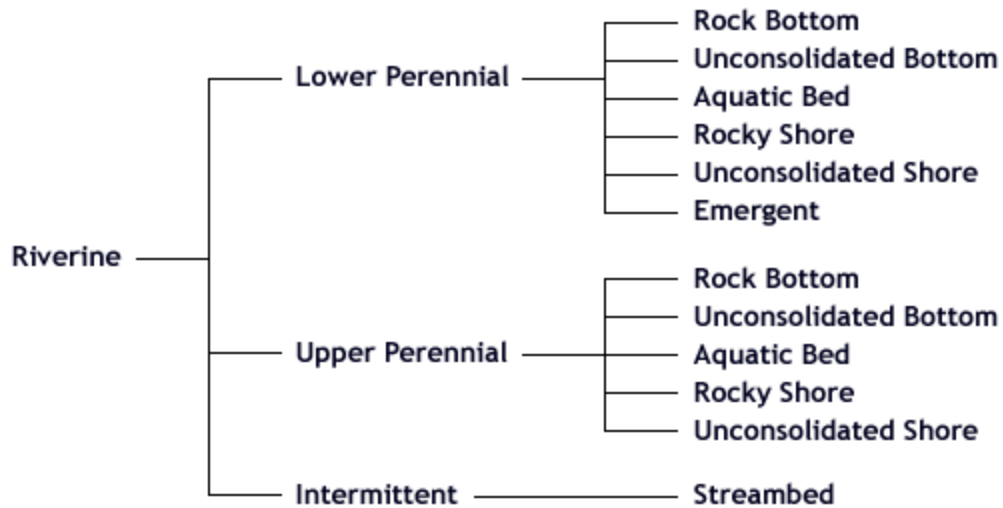 Riverine
Lower Perennial
Rock Bottom
Unconsolidated Bottom
Aquatic Bed
Rocky Shore
Unconsolidated Shore
Emergent
Upper Perennial
Rock Bottom
Unconsolidated Bottom
Aquatic Bed
Rocky Shore
Unconsolidated Shore
Intermittent
Streambed